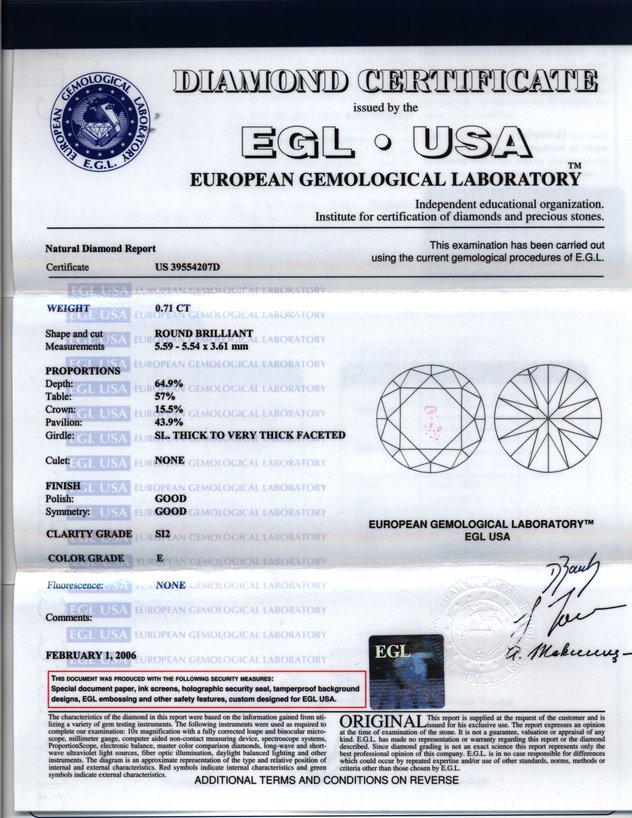 EUROPEAN GEMOLOGICAL LABORATORY
E.G.L.
DIAMOND CERTIFICATE
issued by the
EGL • USA
EUROPEAN GEMOLOGICAL LABORATORY™
Independent educational organization.
Institute for certification of diamonds and precious stones.
Natural Diamond Report
This examination has been carried out
using the current gemological procedures of E.G.L.
Certificate US 39554207D
WEIGHT 0.71 CT
Shape and cut ROUND BRILLIANT
Measurements 5.59 - 5.54 x 3.61 mm
PROPORTIONS
Depth: 64.9%
Table: 57%
Crown: 15.5%
Pavilion: 43.9%
Girdle: SL. THICK TO VERY THICK FACETED
Culet: NONE
FINISH
Polish: GOOD
Symmetry: GOOD
CLARITY GRADE SI2
COLOR GRADE E
Fluorescence: NONE
Comments:
FEBRUARY 1, 2006
EUROPEAN GEMOLOGICAL LABORATORY™
EGL USA
EGL
THIS DOCUMENT WAS PRODUCED WITH THE FOLLOWING SECURITY MEASURES:
Special document paper, ink screens, holographic security seal, tamperproof background
designs, EGL embossing and other safety features, custom designed for EGL USA.
The characteristics of the diamond in this report were based on the information gained from uti-
lizing a variety of gem testing instruments. The following instruments were used as required to
complete our examination: 10x magnification with a fully corrected loupe and binocular micro-
scope, millimeter gauge, computer aided non-contact measuring device, spectroscope systems,
ProportionScope, electronic balance, master color comparison diamonds, long-wave and short-
wave ultraviolet light sources, fiber optic illumination, daylight balanced lighting and other
instruments. The diagram is an approximate representation of the type and relative position of
internal and external characteristics. Red symbols indicate internal characteristics and green
symbols indicate external characteristics.
ORIGINAL This report is supplied at the request of the customer and is
issued for his exclusive use. The report expresses an opinion
at the time of examination of the stone. It is not a guarantee, valuation or appraisal of any
kind. E.G.L. has made no representation or warranty regarding this report or the diamond
described. Since diamond grading is not an exact science this report represents only the
best professional opinion of this company. E.G.L. is in no case responsible for differences
which could occur by repeated expertise and/or use of other standards, norms, methods or
criteria other than those chosen by E.G.L.
ADDITIONAL TERMS AND CONDITIONS ON REVERSE